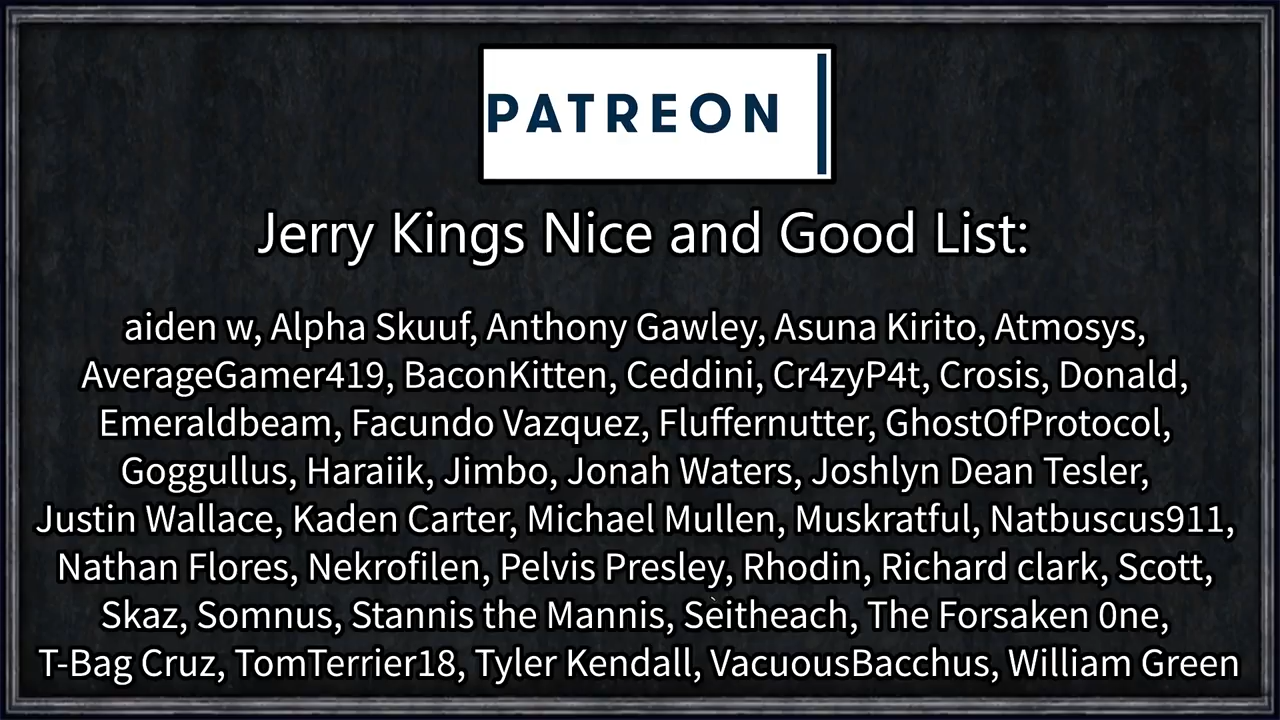 PATREON
Jerry Kings Nice and Good List:
aiden w, Alpha Skuuf, Anthony Gawley, Asuna Kirito, Atmosys,
AverageGamer419, BaconKitten, Ceddini, Cr4zyP4t, Crosis, Donald,
Emeraldbeam, Facundo Vazquez, Fluffernutter, GhostOfProtocol,
Goggullus, Haraiik, Jimbo, Jonah Waters, Joshlyn Dean Tesler,
Justin Wallace, Kaden Carter, Michael Mullen, Muskratful, Natbuscus911,
Nathan Flores, Nekrofilen, Pelvis Presley, Rhodin, Richard clark, Scott,
Skaz, Somnus, Stannis the Mannis, Sèitheach, The Forsaken 0ne,
T-Bag Cruz, TomTerrier18, Tyler Kendall, VacuousBacchus, William Green